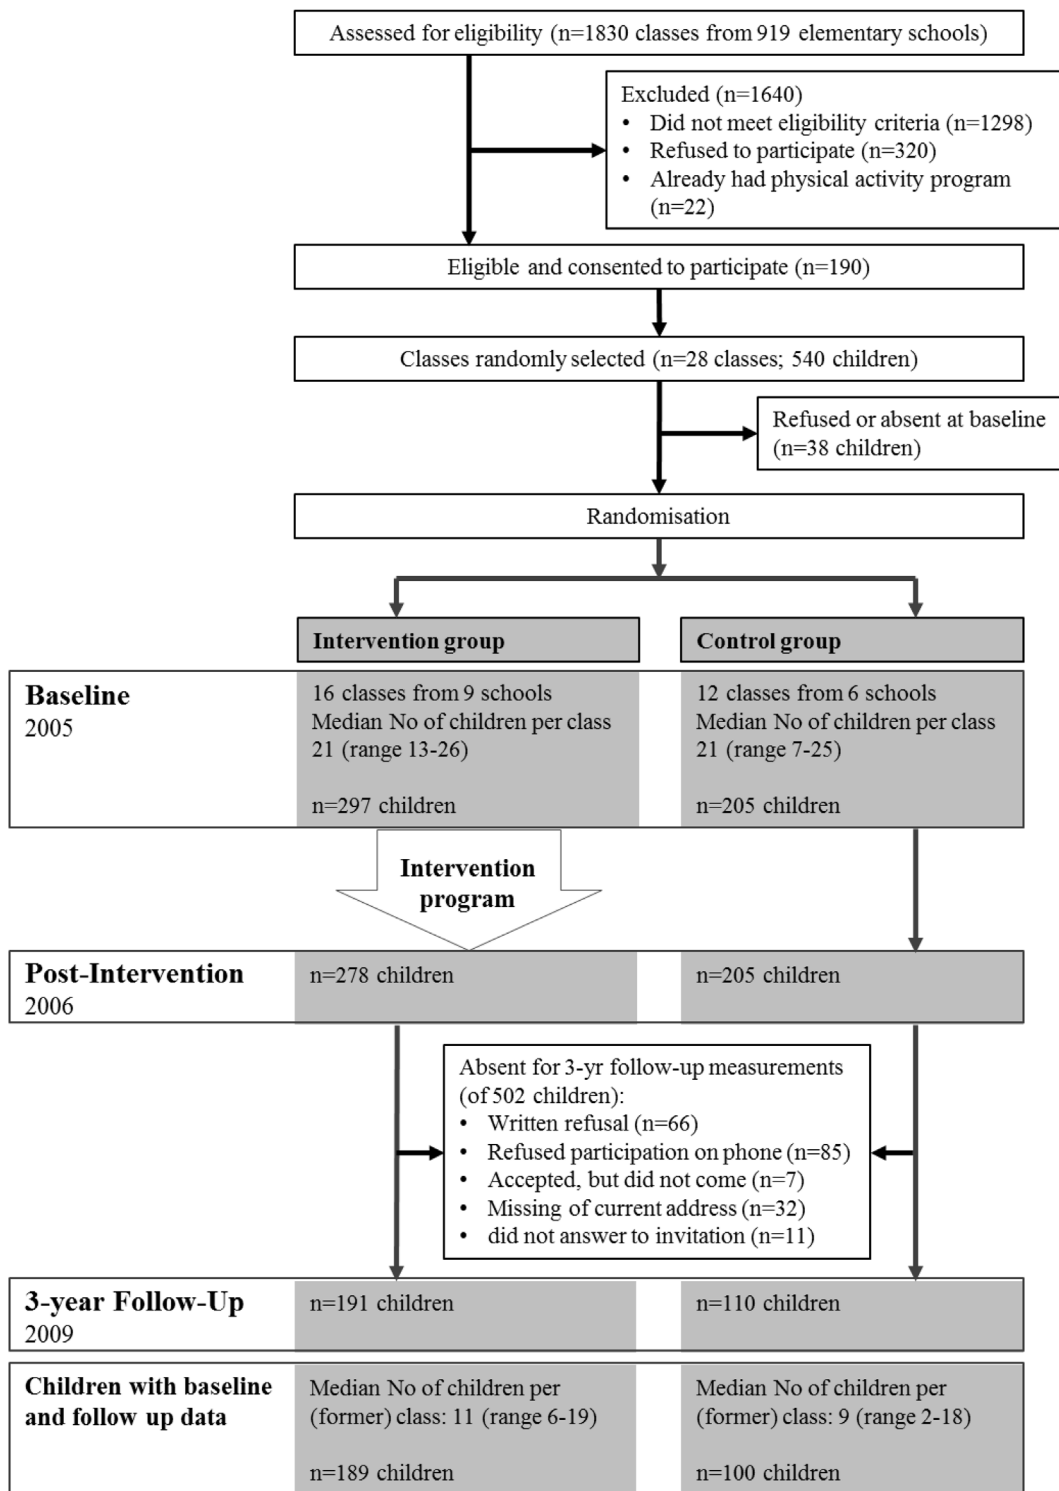 Assessed for eligibility (n=1830 classes from 919 elementary schools)
Excluded (n=1640)
• Did not meet eligibility criteria (n=1298)
• Refused to participate (n=320)
• Already had physical activity program
(n=22)
Eligible and consented to participate (n=190)
Classes randomly selected (n=28 classes; 540 children)
Refused or absent at baseline
(n=38 children)
Randomisation
Intervention group
Control group
Baseline
2005
16 classes from 9 schools
Median No of children per class
21 (range 13-26)
n=297 children
12 classes from 6 schools
Median No of children per class
21 (range 7-25)
n=205 children
Intervention
program
Post-Intervention
2006
n=278 children
n=205 children
Absent for 3-yr follow-up measurements
(of 502 children):
• Written refusal (n=66)
• Refused participation on phone (n=85)
• Accepted, but did not come (n=7)
• Missing of current address (n=32)
• did not answer to invitation (n=11)
3-year Follow-Up
2009
n=191 children
n=110 children
Children with baseline
and follow up data
Median No of children per
(former) class: 11 (range 6-19)
n=189 children
Median No of children per
(former) class: 9 (range 2-18)
n=100 children